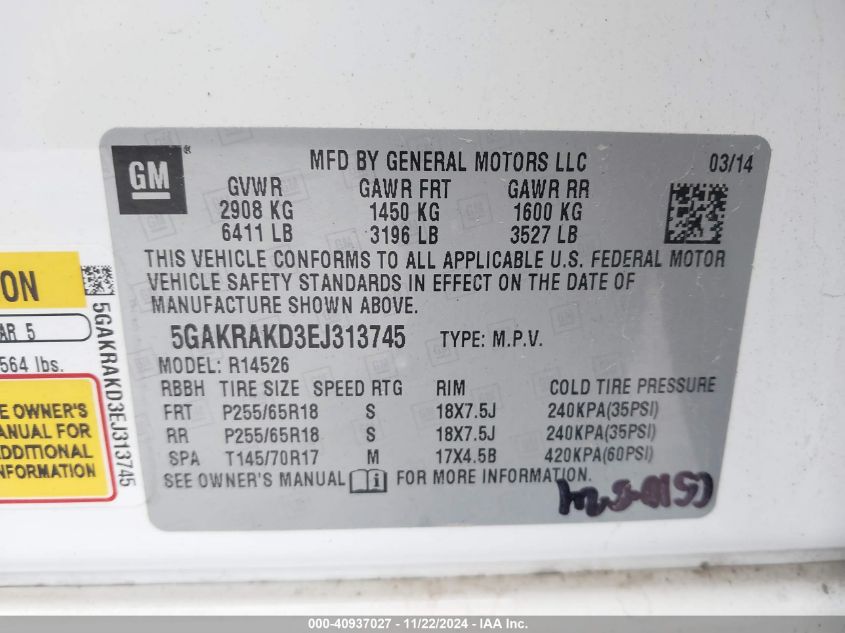 GM
®
MFD BY GENERAL MOTORS LLC 03/14
GVWR GAWR FRT GAWR RR
2908 KG 1450 KG 1600 KG
6411 LB 3196 LB 3527 LB
THIS VEHICLE CONFORMS TO ALL APPLICABLE U.S. FEDERAL MOTOR
VEHICLE SAFETY STANDARDS IN EFFECT ON THE DATE OF
MANUFACTURE SHOWN ABOVE.
5GAKRAKD3EJ313745 TYPE: M.P.V.
MODEL: R14526
RBBH TIRE SIZE SPEED RTG RIM COLD TIRE PRESSURE
FRT P255/65R18 S 18X7.5J 240KPA(35PSI)
RR P255/65R18 S 18X7.5J 240KPA(35PSI)
SPA T145/70R17 M 17X4.5B 420KPA(60PSI)
SEE OWNER'S MANUAL i FOR MORE INFORMATION.
ON
AR 5
564 lbs.
E OWNER'S
ANUAL FOR
DDITIONAL
NFORMATION
5GAKRAKD3EJ313745
000-40937027 - 11/22/2024 - IAA Inc.